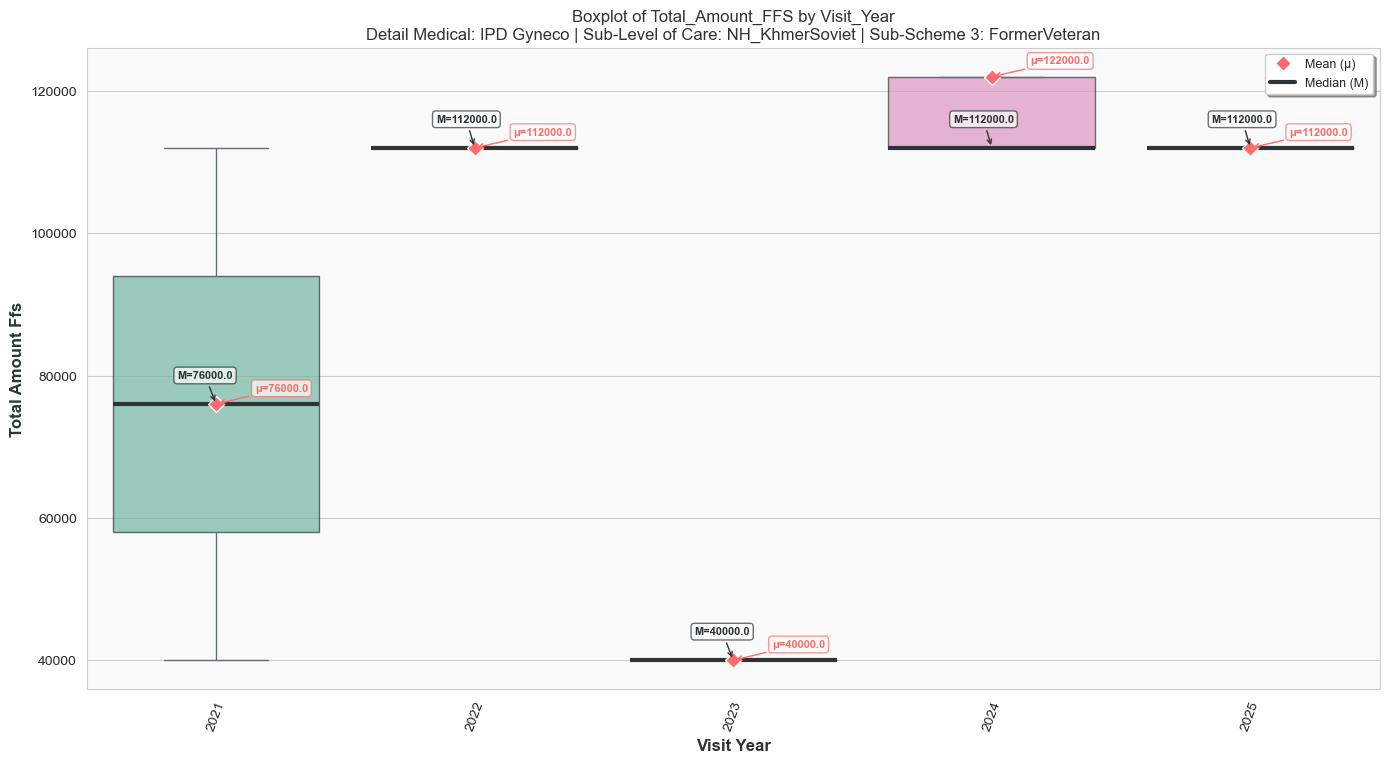 Boxplot of Total_Amount_FFS by Visit_Year
Detail Medical: IPD Gyneco | Sub-Level of Care: NH_KhmerSoviet | Sub-Scheme 3: FormerVeteran
Mean (μ)
Median (M)
Total Amount Ffs
120000
100000
80000
60000
40000
M=76000.0
μ=76000.0
M=112000.0
μ=112000.0
M=40000.0
μ=40000.0
μ=122000.0
M=112000.0
M=112000.0
μ=112000.0
2021
2022
2023
2024
2025
Visit Year